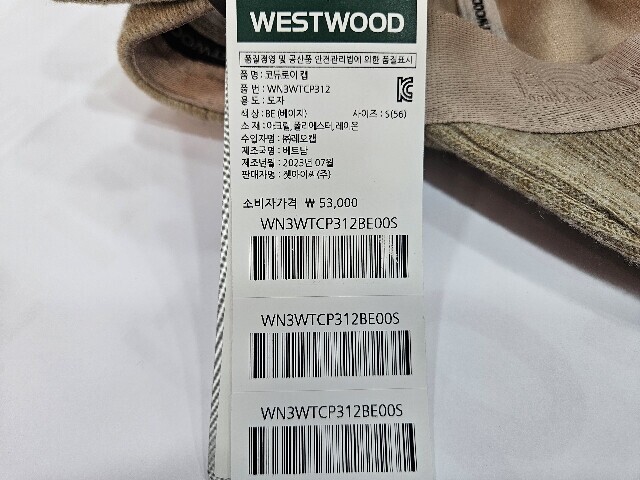 WESTWOOD
품질경영 및 공산품 안전관리법에 의한 품질표시
품 명 : 코듀로이 캡
품 번 : WN3WTCP312
용 도 : 모자
색 상 : BE (베이지) 사이즈 : S(56)
소 재 : 아크릴, 폴리에스터, 레이온
수입자명 : ㈜레오캡
제조국명 : 베트남
제조년월 : 2023년 07월
판매자명 : 젯아이씨 (주)
소비자가격 ₩ 53,000
WN3WTCP312BE00S
WN3WTCP312BE00S
WN3WTCP312BE00S